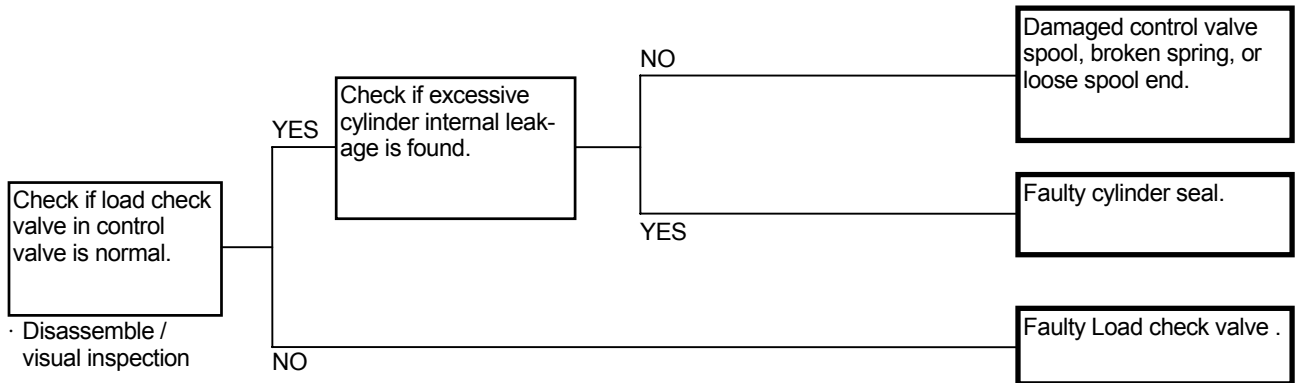 Check if load check
valve in control
valve is normal.
· Disassemble /
visual inspection
YES
NO
Check if excessive
cylinder internal leak-
age is found.
NO
YES
Damaged control valve
spool, broken spring, or
loose spool end.
Faulty cylinder seal.
Faulty Load check valve .